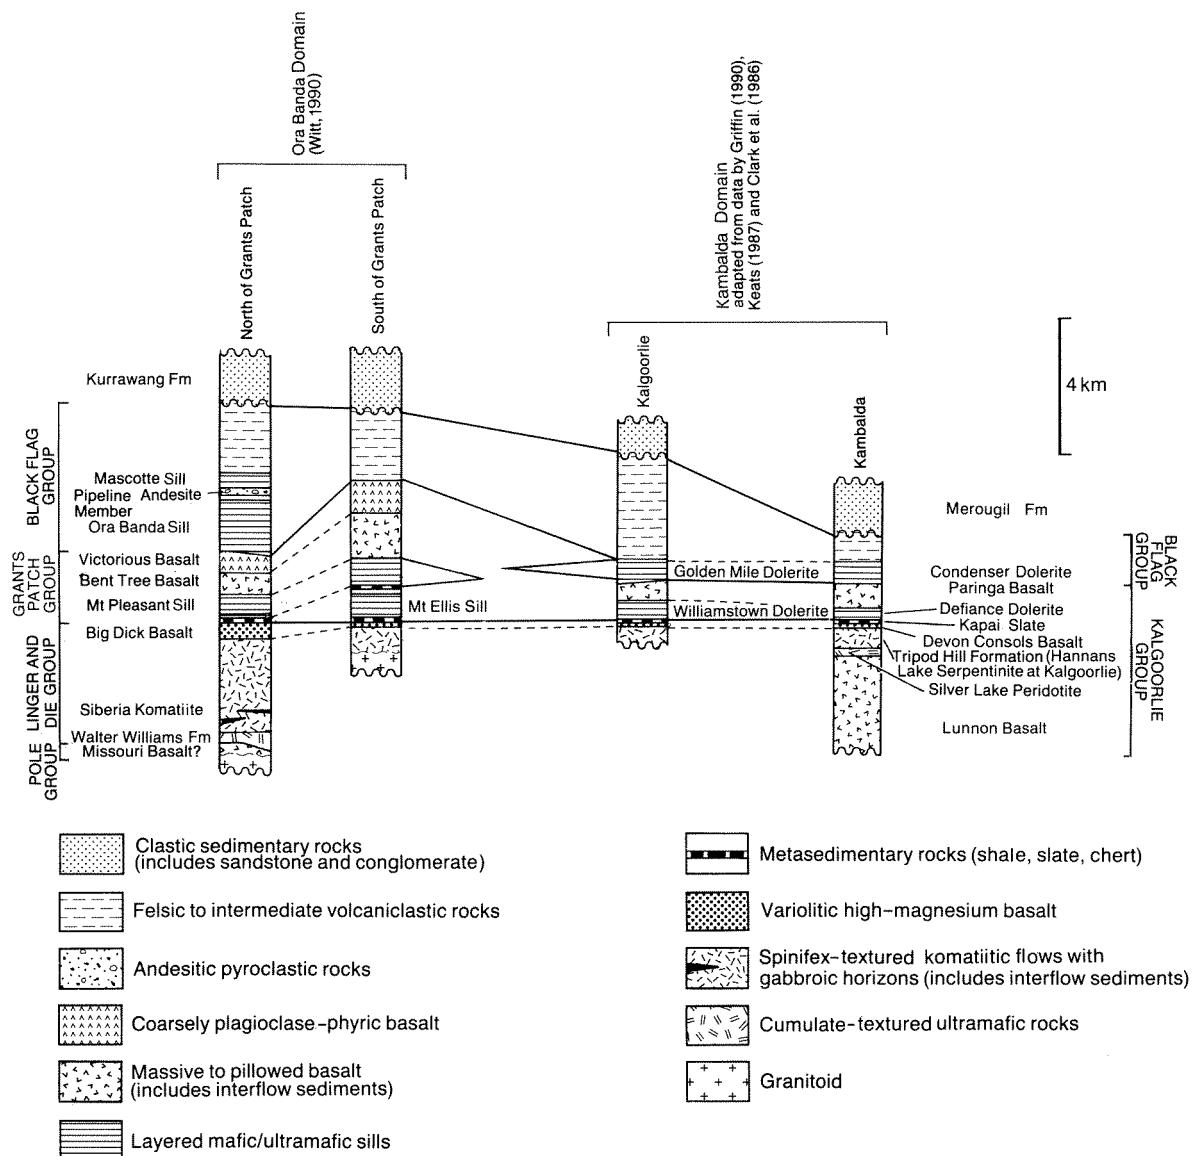 Ora Banda Domain
(Witt, 1990)
Kambalda Domain
adapted from data by Griffin (1990),
Keats (1987) and Clark et al. (1986)
North of Grants Patch
South of Grants Patch
Kalgoorlie
Kambalda
4 km
Kurrawang Fm
BLACK FLAG
GROUP
Mascotte Sill
Pipeline Andesite
Member
Ora Banda Sill
GRANTS
PATCH
GROUP
Victorious Basalt
Bent Tree Basalt
Mt Pleasant Sill
LINGER AND
DIE GROUP
Big Dick Basalt
Siberia Komatiite
Walter Williams Fm
POLE
GROUP
Missouri Basalt?
Mt Ellis Sill
Golden Mile Dolerite
Williamstown Dolerite
Merougil Fm
BLACK
FLAG
GROUP
Condenser Dolerite
Paringa Basalt
Defiance Dolerite
Kapai Slate
Devon Consols Basalt
Tripod Hill Formation (Hannans
Lake Serpentinite at Kalgoorlie)
Silver Lake Peridotite
Lunnon Basalt
KALGOORLIE
GROUP
Clastic sedimentary rocks
(includes sandstone and conglomerate)
Felsic to intermediate volcaniclastic rocks
Andesitic pyroclastic rocks
Coarsely plagioclase-phyric basalt
Massive to pillowed basalt
(includes interflow sediments)
Layered mafic/ultramafic sills
Metasedimentary rocks (shale, slate, chert)
Variolitic high-magnesium basalt
Spinifex-textured komatiitic flows with
gabbroic horizons (includes interflow sediments)
Cumulate-textured ultramafic rocks
Granitoid